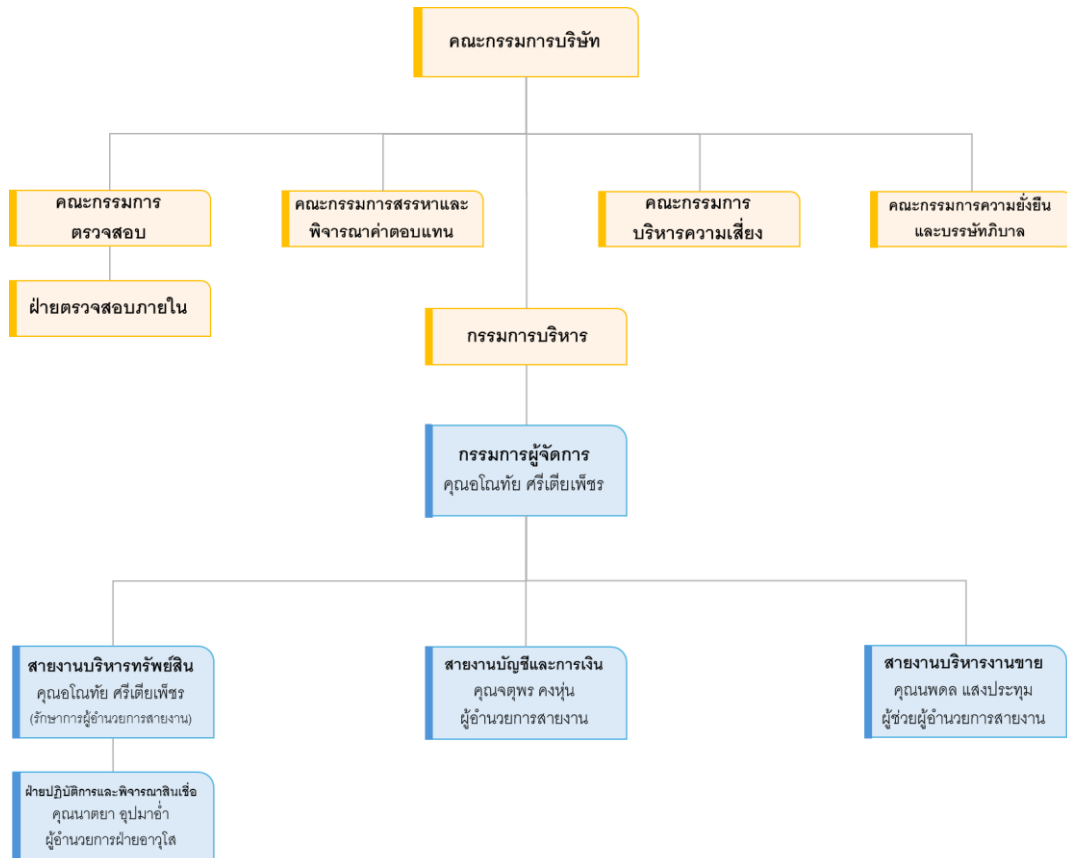 คณะกรรมการบริษัท
คณะกรรมการ
ตรวจสอบ
คณะกรรมการสรรหาและ
พิจารณาค่าตอบแทน
คณะกรรมการ
บริหารความเสี่ยง
คณะกรรมการความยั่งยืน
และบรรษัทภิบาล
ฝ่ายตรวจสอบภายใน
กรรมการบริหาร
กรรมการผู้จัดการ
คุณอโณทัย ศรีเตียเพ็ชร
สายงานบริหารทรัพย์สิน
คุณอโณทัย ศรีเตียเพ็ชร
(รักษาการผู้อำนวยการสายงาน)
สายงานบัญชีและการเงิน
คุณจตุพร คงหุ่น
ผู้อำนวยการสายงาน
สายงานบริหารงานขาย
คุณนพดล แสงประทุม
ผู้ช่วยผู้อำนวยการสายงาน
ฝ่ายปฏิบัติการและพิจารณาสินเชื่อ
คุณนาตยา อุปมาอ่ำ
ผู้อำนวยการฝ่ายอาวุโส